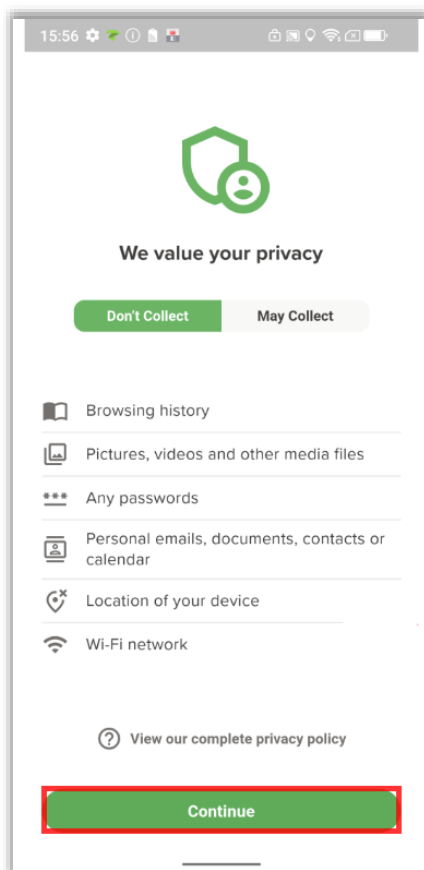 15:56
We value your privacy
Don't Collect May Collect
Browsing history
Pictures, videos and other media files
Any passwords
Personal emails, documents, contacts or
calendar
Location of your device
Wi-Fi network
View our complete privacy policy
Continue